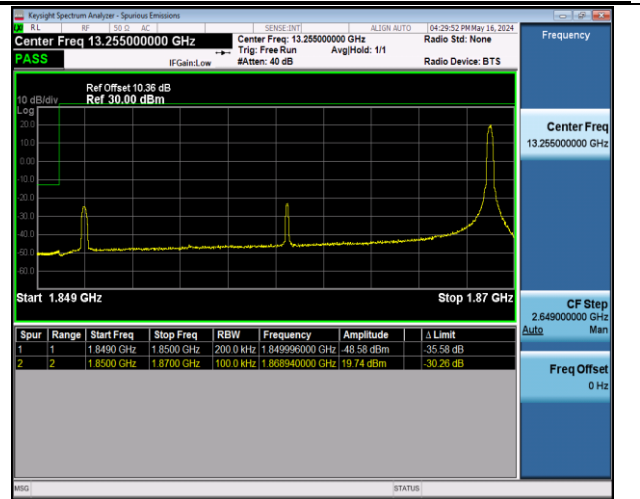 Keysight Spectrum Analyzer - Spurious Emissions
RL RF 50 Ω AC SENSE:INT ALIGN AUTO 04:29:52 PM May 16, 2024
Center Freq 13.255000000 GHz Center Freq: 13.255000000 GHz Radio Std: None
Trig: Free Run Avg|Hold: 1/1
PASS IFGain:Low #Atten: 40 dB Radio Device: BTS
Ref Offset 10.36 dB
10 dB/div Ref 30.00 dBm
Log
20.0
10.0
0.00
-10.0
-20.0
-30.0
-40.0
-50.0
-60.0
Start 1.849 GHz Stop 1.87 GHz
Spur Range Start Freq Stop Freq RBW Frequency Amplitude Δ Limit
1 1 1.8490 GHz 1.8500 GHz 200.0 kHz 1.849996000 GHz -48.58 dBm -35.58 dB
2 2 1.8500 GHz 1.8700 GHz 100.0 kHz 1.868940000 GHz 19.74 dBm -30.26 dB
MSG STATUS
Frequency
Center Freq
13.255000000 GHz
CF Step
2.649000000 GHz
Auto Man
Freq Offset
0 Hz